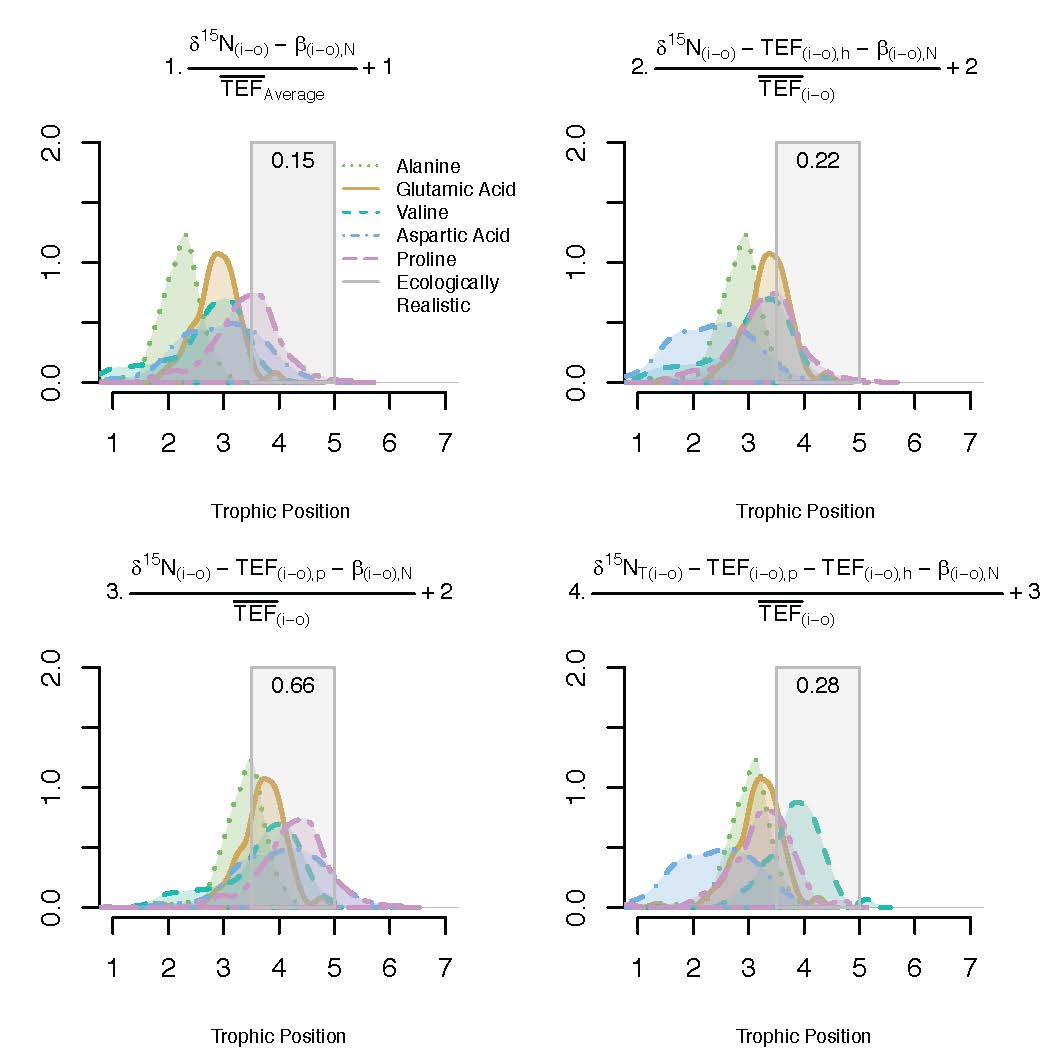 1. δ¹⁵N(i−o) − β(i−o),N / TEF Average + 1
2.0
1.0
0.0
0.15
Alanine
Glutamic Acid
Valine
Aspartic Acid
Proline
Ecologically
Realistic
1 2 3 4 5 6 7
Trophic Position
2. δ¹⁵N(i−o) − TEF(i−o),h − β(i−o),N / TEF(i−o) + 2
2.0
1.0
0.0
0.22
1 2 3 4 5 6 7
Trophic Position
3. δ¹⁵N(i−o) − TEF(i−o),p − β(i−o),N / TEF(i−o) + 2
2.0
1.0
0.0
0.66
1 2 3 4 5 6 7
Trophic Position
4. δ¹⁵NT(i−o) − TEF(i−o),p − TEF(i−o),h − β(i−o),N / TEF(i−o) + 3
2.0
1.0
0.0
0.28
1 2 3 4 5 6 7
Trophic Position